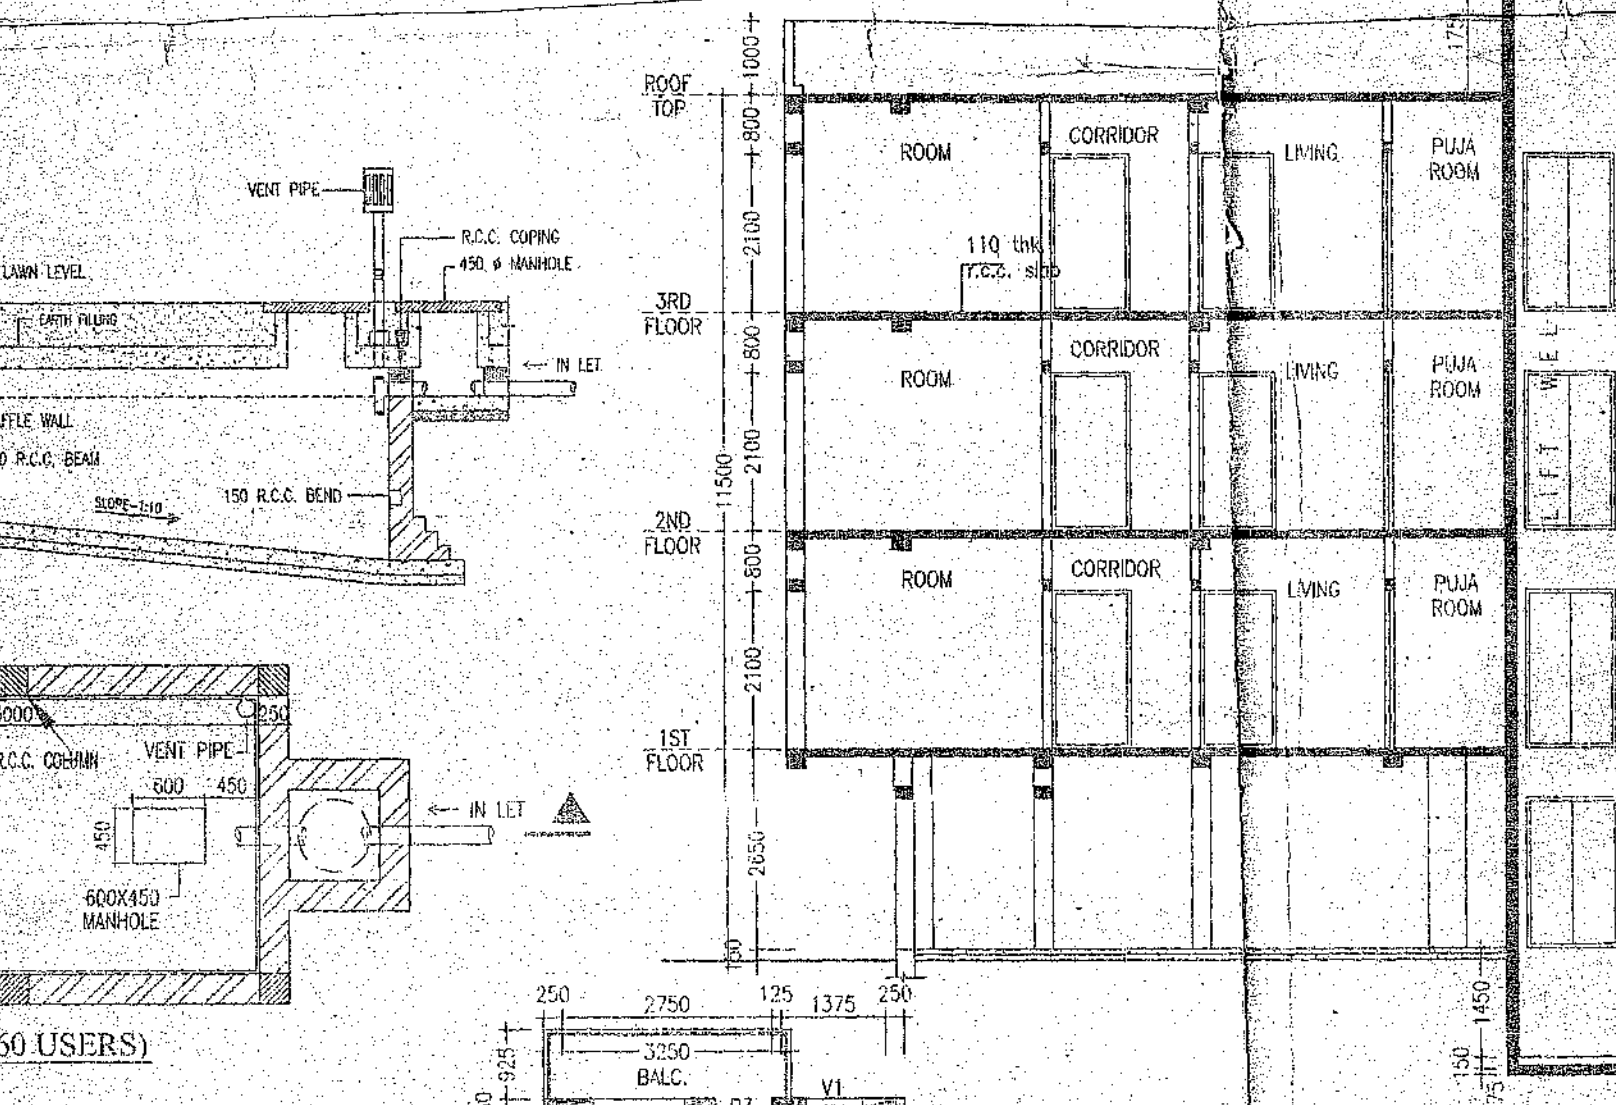 VENT PIPE
R.C.C. COPING
450 ø MANHOLE
LAWN LEVEL
EARTH FILLING
← IN LET
FFLE WALL
0 R.C.C. BEAM
150 R.C.C. BEND
SLOPE-1:10
5000
250
VENT PIPE
R.C.C. COLUMN
600
450
450
← IN LET
600X450
MANHOLE
60 USERS)
1000
800
2100
800
2100
800
2100
2650
11500
ROOF
TOP
3RD
FLOOR
2ND
FLOOR
1ST
FLOOR
175
ROOM
CORRIDOR
LIVING
PUJA
ROOM
110 thk
r.c.c. slab
ROOM
CORRIDOR
LIVING
PUJA
ROOM
ROOM
CORRIDOR
LIVING
PUJA
ROOM
LIFT WEL
250
2750
125
1375
250
3250
BALC.
925
V1
1450
150